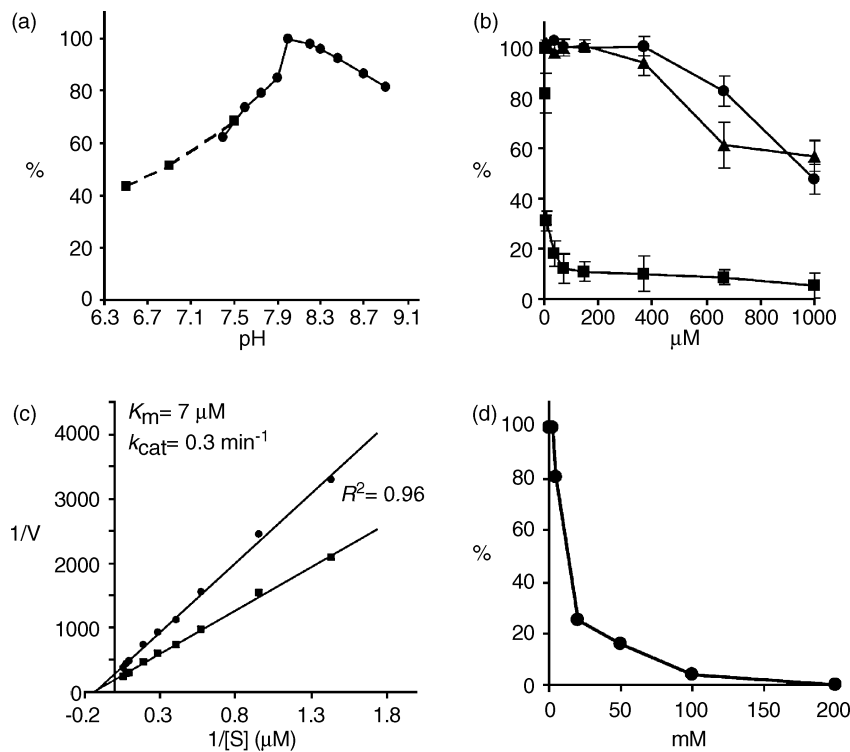 (a)
100
80
60
%
40
20
0
6.3 6.7 7.1 7.5 7.9 8.3 8.7 9.1
pH
(b)
100
80
60
%
40
20
0
0 200 400 600 800 1000
μM
(c)
Km= 7 μM
kcat= 0.3 min-1
4000
R2= 0.96
3000
1/V
2000
1000
0
-0.2 0.3 0.8 1.3 1.8
1/[S] (μM)
(d)
100
80
60
%
40
20
0
0 50 100 150 200
mM